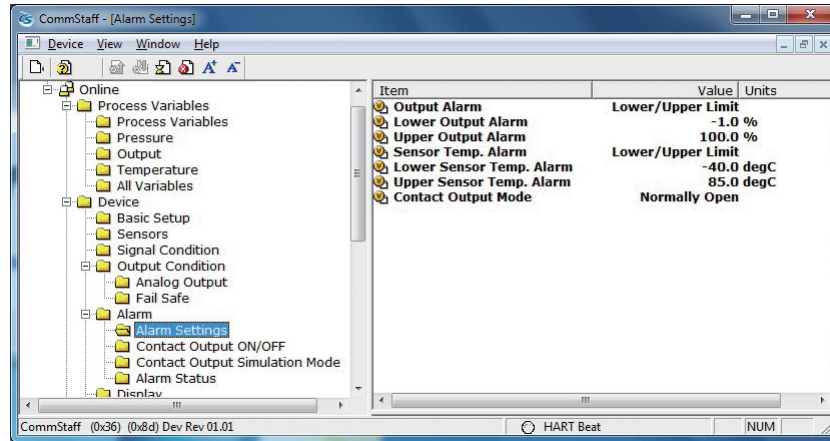 CommStaff - [Alarm Settings]
Device View Window Help
Online
Process Variables
Process Variables
Pressure
Output
Temperature
All Variables
Device
Basic Setup
Sensors
Signal Condition
Output Condition
Analog Output
Fail Safe
Alarm
Alarm Settings
Contact Output ON/OFF
Contact Output Simulation Mode
Alarm Status
Display
Item Value Units
Output Alarm Lower/Upper Limit
Lower Output Alarm -1.0 %
Upper Output Alarm 100.0 %
Sensor Temp. Alarm Lower/Upper Limit
Lower Sensor Temp. Alarm -40.0 degC
Upper Sensor Temp. Alarm 85.0 degC
Contact Output Mode Normally Open
CommStaff (0x36) (0x8d) Dev Rev 01.01 HART Beat NUM